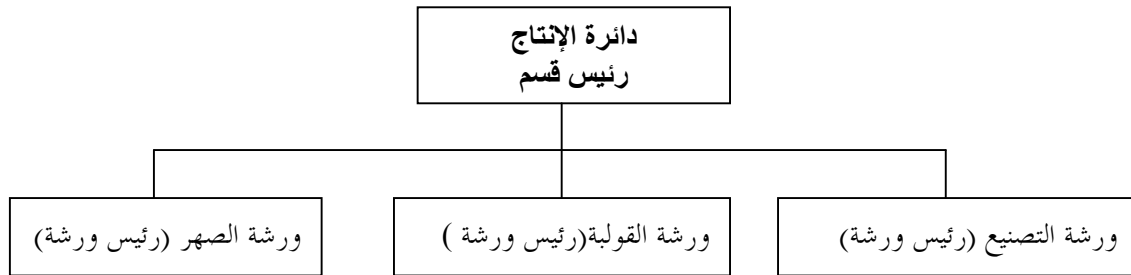 دائرة الإنتاج
رئيس قسم
ورشة التصنيع (رئيس ورشة)
ورشة القولبة(رئيس ورشة )
ورشة الصهر (رئيس ورشة)